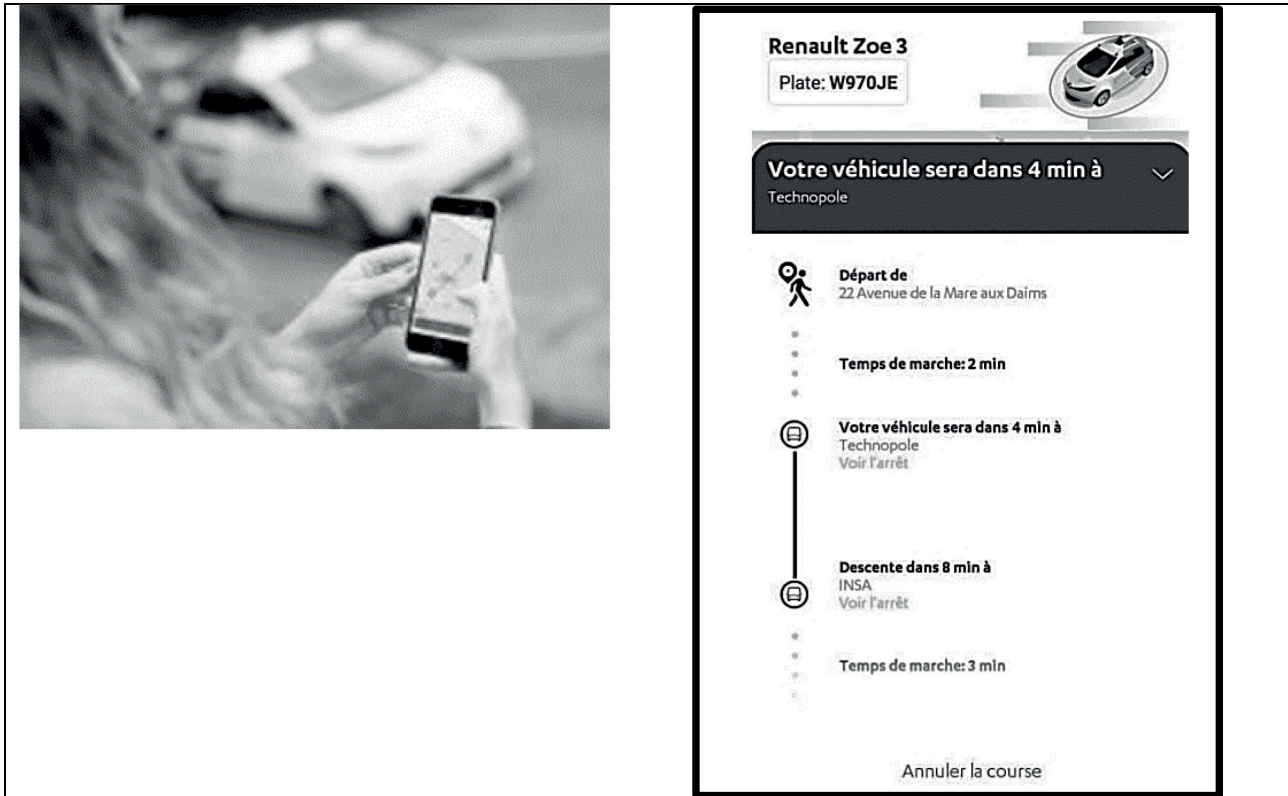 Renault Zoe 3
Plate: W970JE
Votre véhicule sera dans 4 min à
Technopole
Départ de
22 Avenue de la Mare aux Daims
Temps de marche: 2 min
Votre véhicule sera dans 4 min à
Technopole
Voir l'arrêt
Descente dans 8 min à
INSA
Voir l'arrêt
Temps de marche: 3 min
Annuler la course